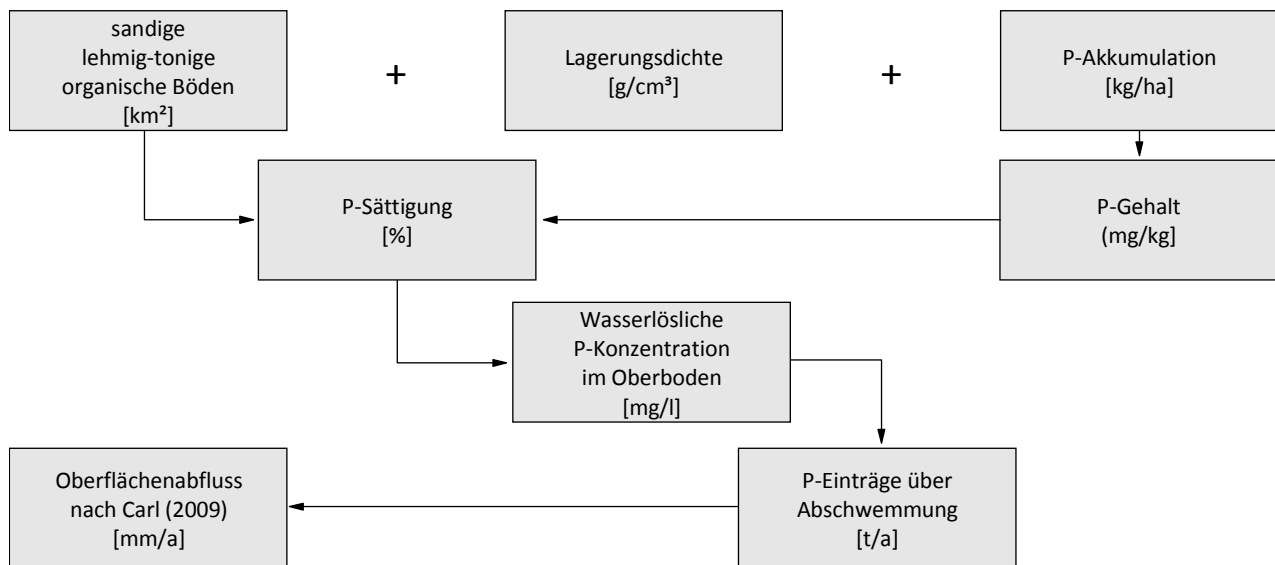 sandige
lehmig-tonige
organische Böden
[km²]
+
Lagerungsdichte
[g/cm³]
+
P-Akkumulation
[kg/ha]
P-Sättigung
[%]
P-Gehalt
(mg/kg]
Wasserlösliche
P-Konzentration
im Oberboden
[mg/l]
Oberflächenabfluss
nach Carl (2009)
[mm/a]
P-Einträge über
Abschwemmung
[t/a]